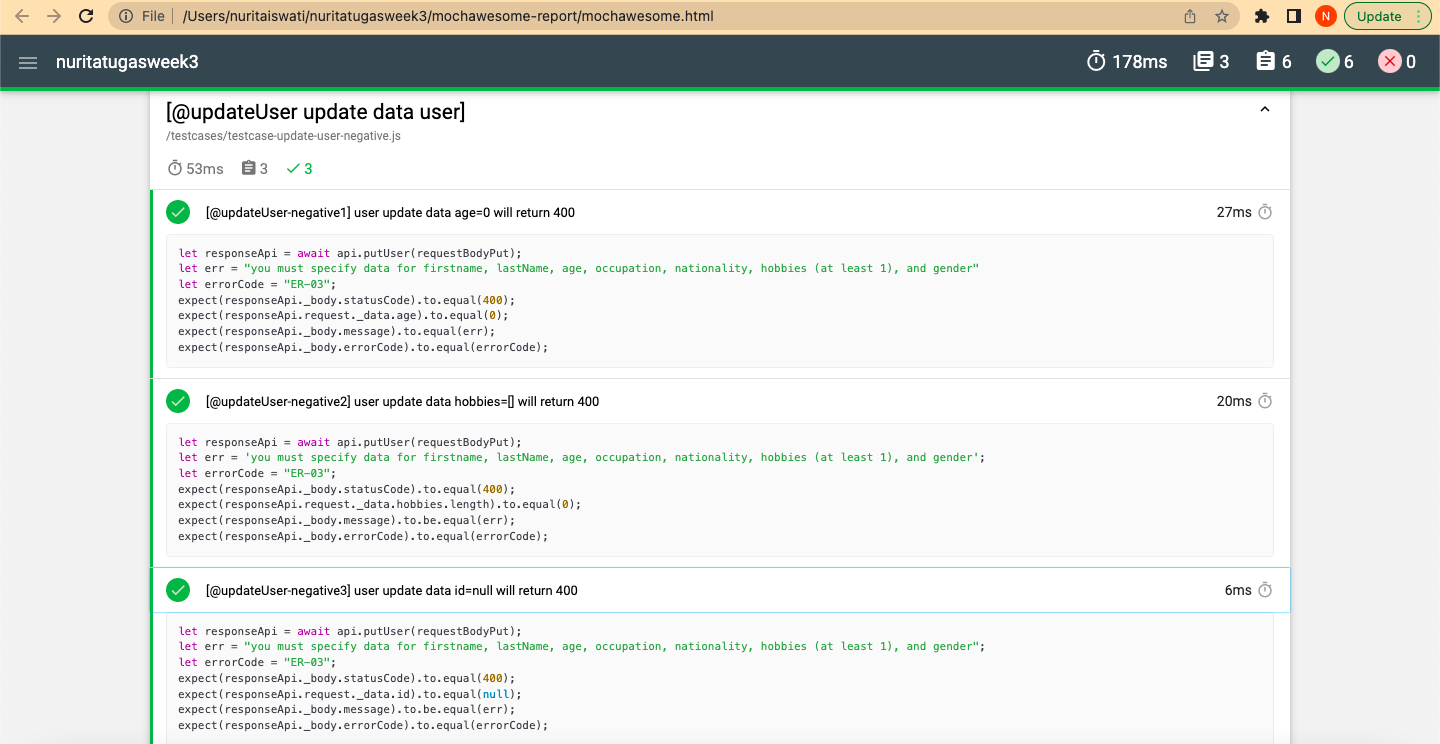 File /Users/nuritaiswati/nuritatugasweek3/mochawesome-report/mochawesome.html N Update
nuritatugasweek3 178ms 3 6 6 0
[@updateUser update data user]
/testcases/testcase-update-user-negative.js
53ms 3 3
[@updateUser-negative1] user update data age=0 will return 400 27ms
let responseApi = await api.putUser(requestBodyPut);
let err = "you must specify data for firstname, lastName, age, occupation, nationality, hobbies (at least 1), and gender"
let errorCode = "ER-03";
expect(responseApi._body.statusCode).to.equal(400);
expect(responseApi.request._data.age).to.equal(0);
expect(responseApi._body.message).to.equal(err);
expect(responseApi._body.errorCode).to.equal(errorCode);
[@updateUser-negative2] user update data hobbies=[] will return 400 20ms
let responseApi = await api.putUser(requestBodyPut);
let err = 'you must specify data for firstname, lastName, age, occupation, nationality, hobbies (at least 1), and gender';
let errorCode = "ER-03";
expect(responseApi._body.statusCode).to.equal(400);
expect(responseApi.request._data.hobbies.length).to.equal(0);
expect(responseApi._body.message).to.be.equal(err);
expect(responseApi._body.errorCode).to.equal(errorCode);
[@updateUser-negative3] user update data id=null will return 400 6ms
let responseApi = await api.putUser(requestBodyPut);
let err = "you must specify data for firstname, lastName, age, occupation, nationality, hobbies (at least 1), and gender";
let errorCode = "ER-03";
expect(responseApi._body.statusCode).to.equal(400);
expect(responseApi.request._data.id).to.equal(null);
expect(responseApi._body.message).to.be.equal(err);
expect(responseApi._body.errorCode).to.equal(errorCode);